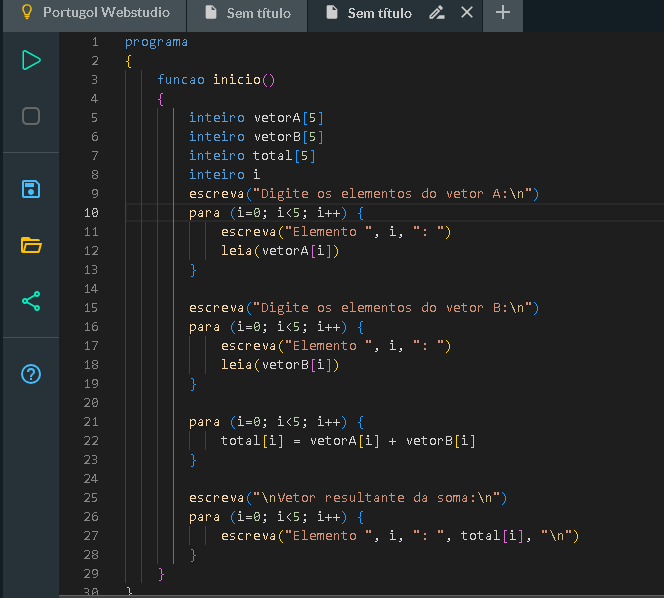 Portugol Webstudio Sem título Sem título
1 programa
2 {
3 funcao inicio()
4 {
5 inteiro vetorA[5]
6 inteiro vetorB[5]
7 inteiro total[5]
8 inteiro i
9 escreva("Digite os elementos do vetor A:\n")
10 para (i=0; i<5; i++) {
11 escreva("Elemento ", i, ": ")
12 leia(vetorA[i])
13 }
14
15 escreva("Digite os elementos do vetor B:\n")
16 para (i=0; i<5; i++) {
17 escreva("Elemento ", i, ": ")
18 leia(vetorB[i])
19 }
20
21 para (i=0; i<5; i++) {
22 total[i] = vetorA[i] + vetorB[i]
23 }
24
25 escreva("\nVetor resultante da soma:\n")
26 para (i=0; i<5; i++) {
27 escreva("Elemento ", i, ": ", total[i], "\n")
28 }
29 }
30 }